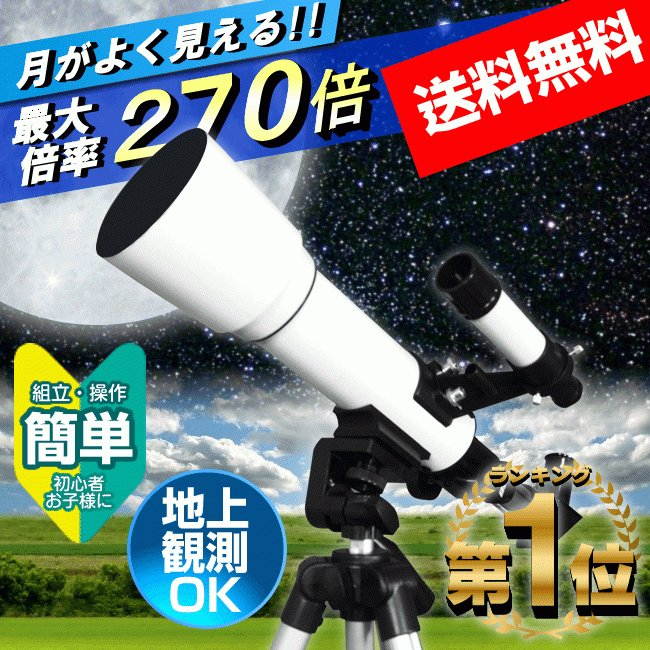 月がよく見える!!
最大
倍率
270倍
送料無料
組立・操作
簡単
初心者
お子様に
地上
観測
OK
ランキング
第1位